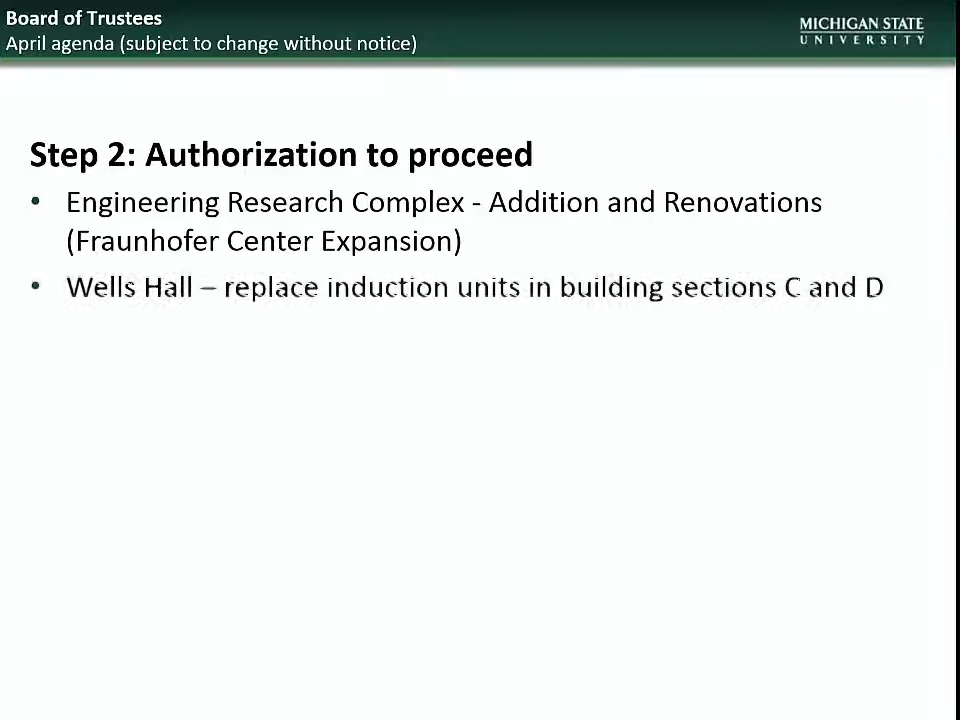 Board of Trustees
April agenda (subject to change without notice)
MICHIGAN STATE
UNIVERSITY
Step 2: Authorization to proceed
• Engineering Research Complex - Addition and Renovations
(Fraunhofer Center Expansion)
• Wells Hall – replace induction units in building sections C and D